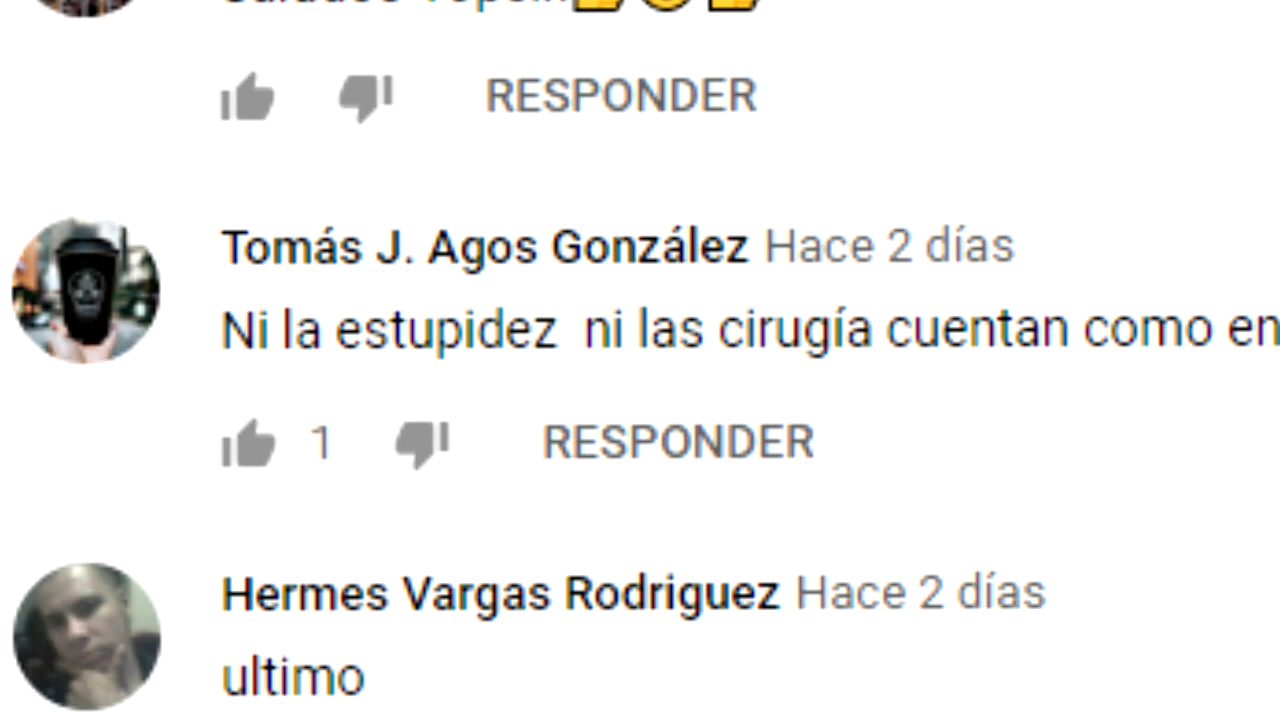 RESPONDER
Tomás J. Agos González Hace 2 días
Ni la estupidez  ni las cirugía cuentan como en
1 RESPONDER
Hermes Vargas Rodriguez Hace 2 días
ultimo